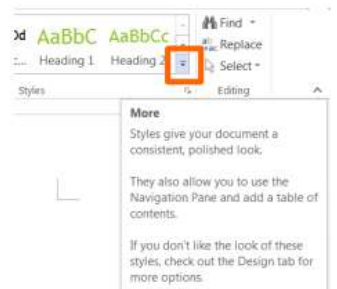 AaBbC AaBbCc
Heading 1 Heading 2
Find
Replace
Select
Styles
Editing
More
Styles give your document a
consistent, polished look.
They also allow you to use the
Navigation Pane and add a table of
contents.
If you don't like the look of these
styles, check out the Design tab for
more options.